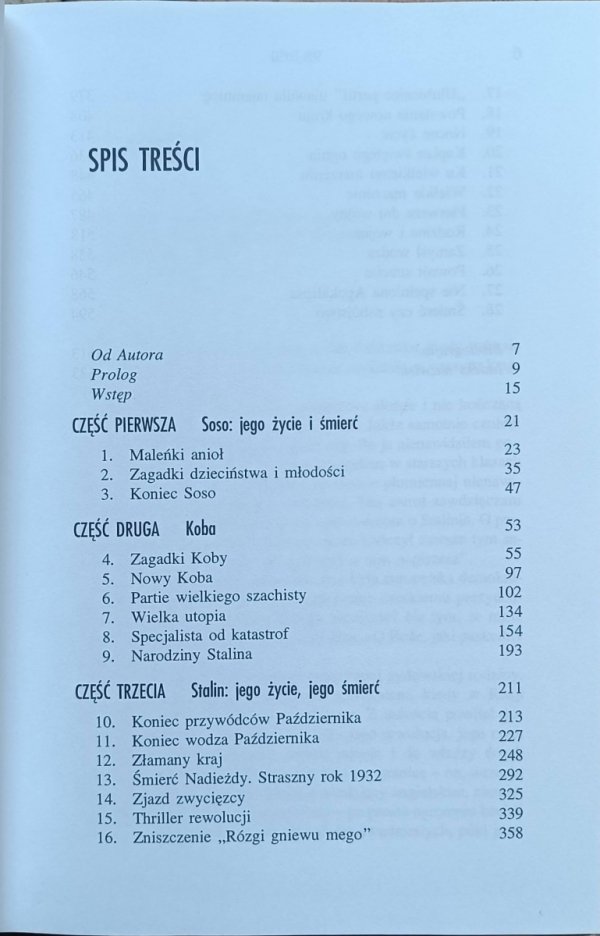 SPIS TREŚCI
Od Autora 7
Prolog 9
Wstęp 15
CZĘŚĆ PIERWSZA Soso: jego życie i śmierć 21
1. Maleńki anioł 23
2. Zagadki dzieciństwa i młodości 35
3. Koniec Soso 47
CZĘŚĆ DRUGA Koba 53
4. Zagadki Koby 55
5. Nowy Koba 97
6. Partie wielkiego szachisty 102
7. Wielka utopia 134
8. Specjalista od katastrof 154
9. Narodziny Stalina 193
CZĘŚĆ TRZECIA Stalin: jego życie, jego śmierć 211
10. Koniec przywódców Października 213
11. Koniec wodza Października 227
12. Złamany kraj 248
13. Śmierć Nadieżdy. Straszny rok 1932 292
14. Zjazd zwycięzcy 325
15. Thriller rewolucji 339
16. Zniszczenie „Rózgi gniewu mego” 358